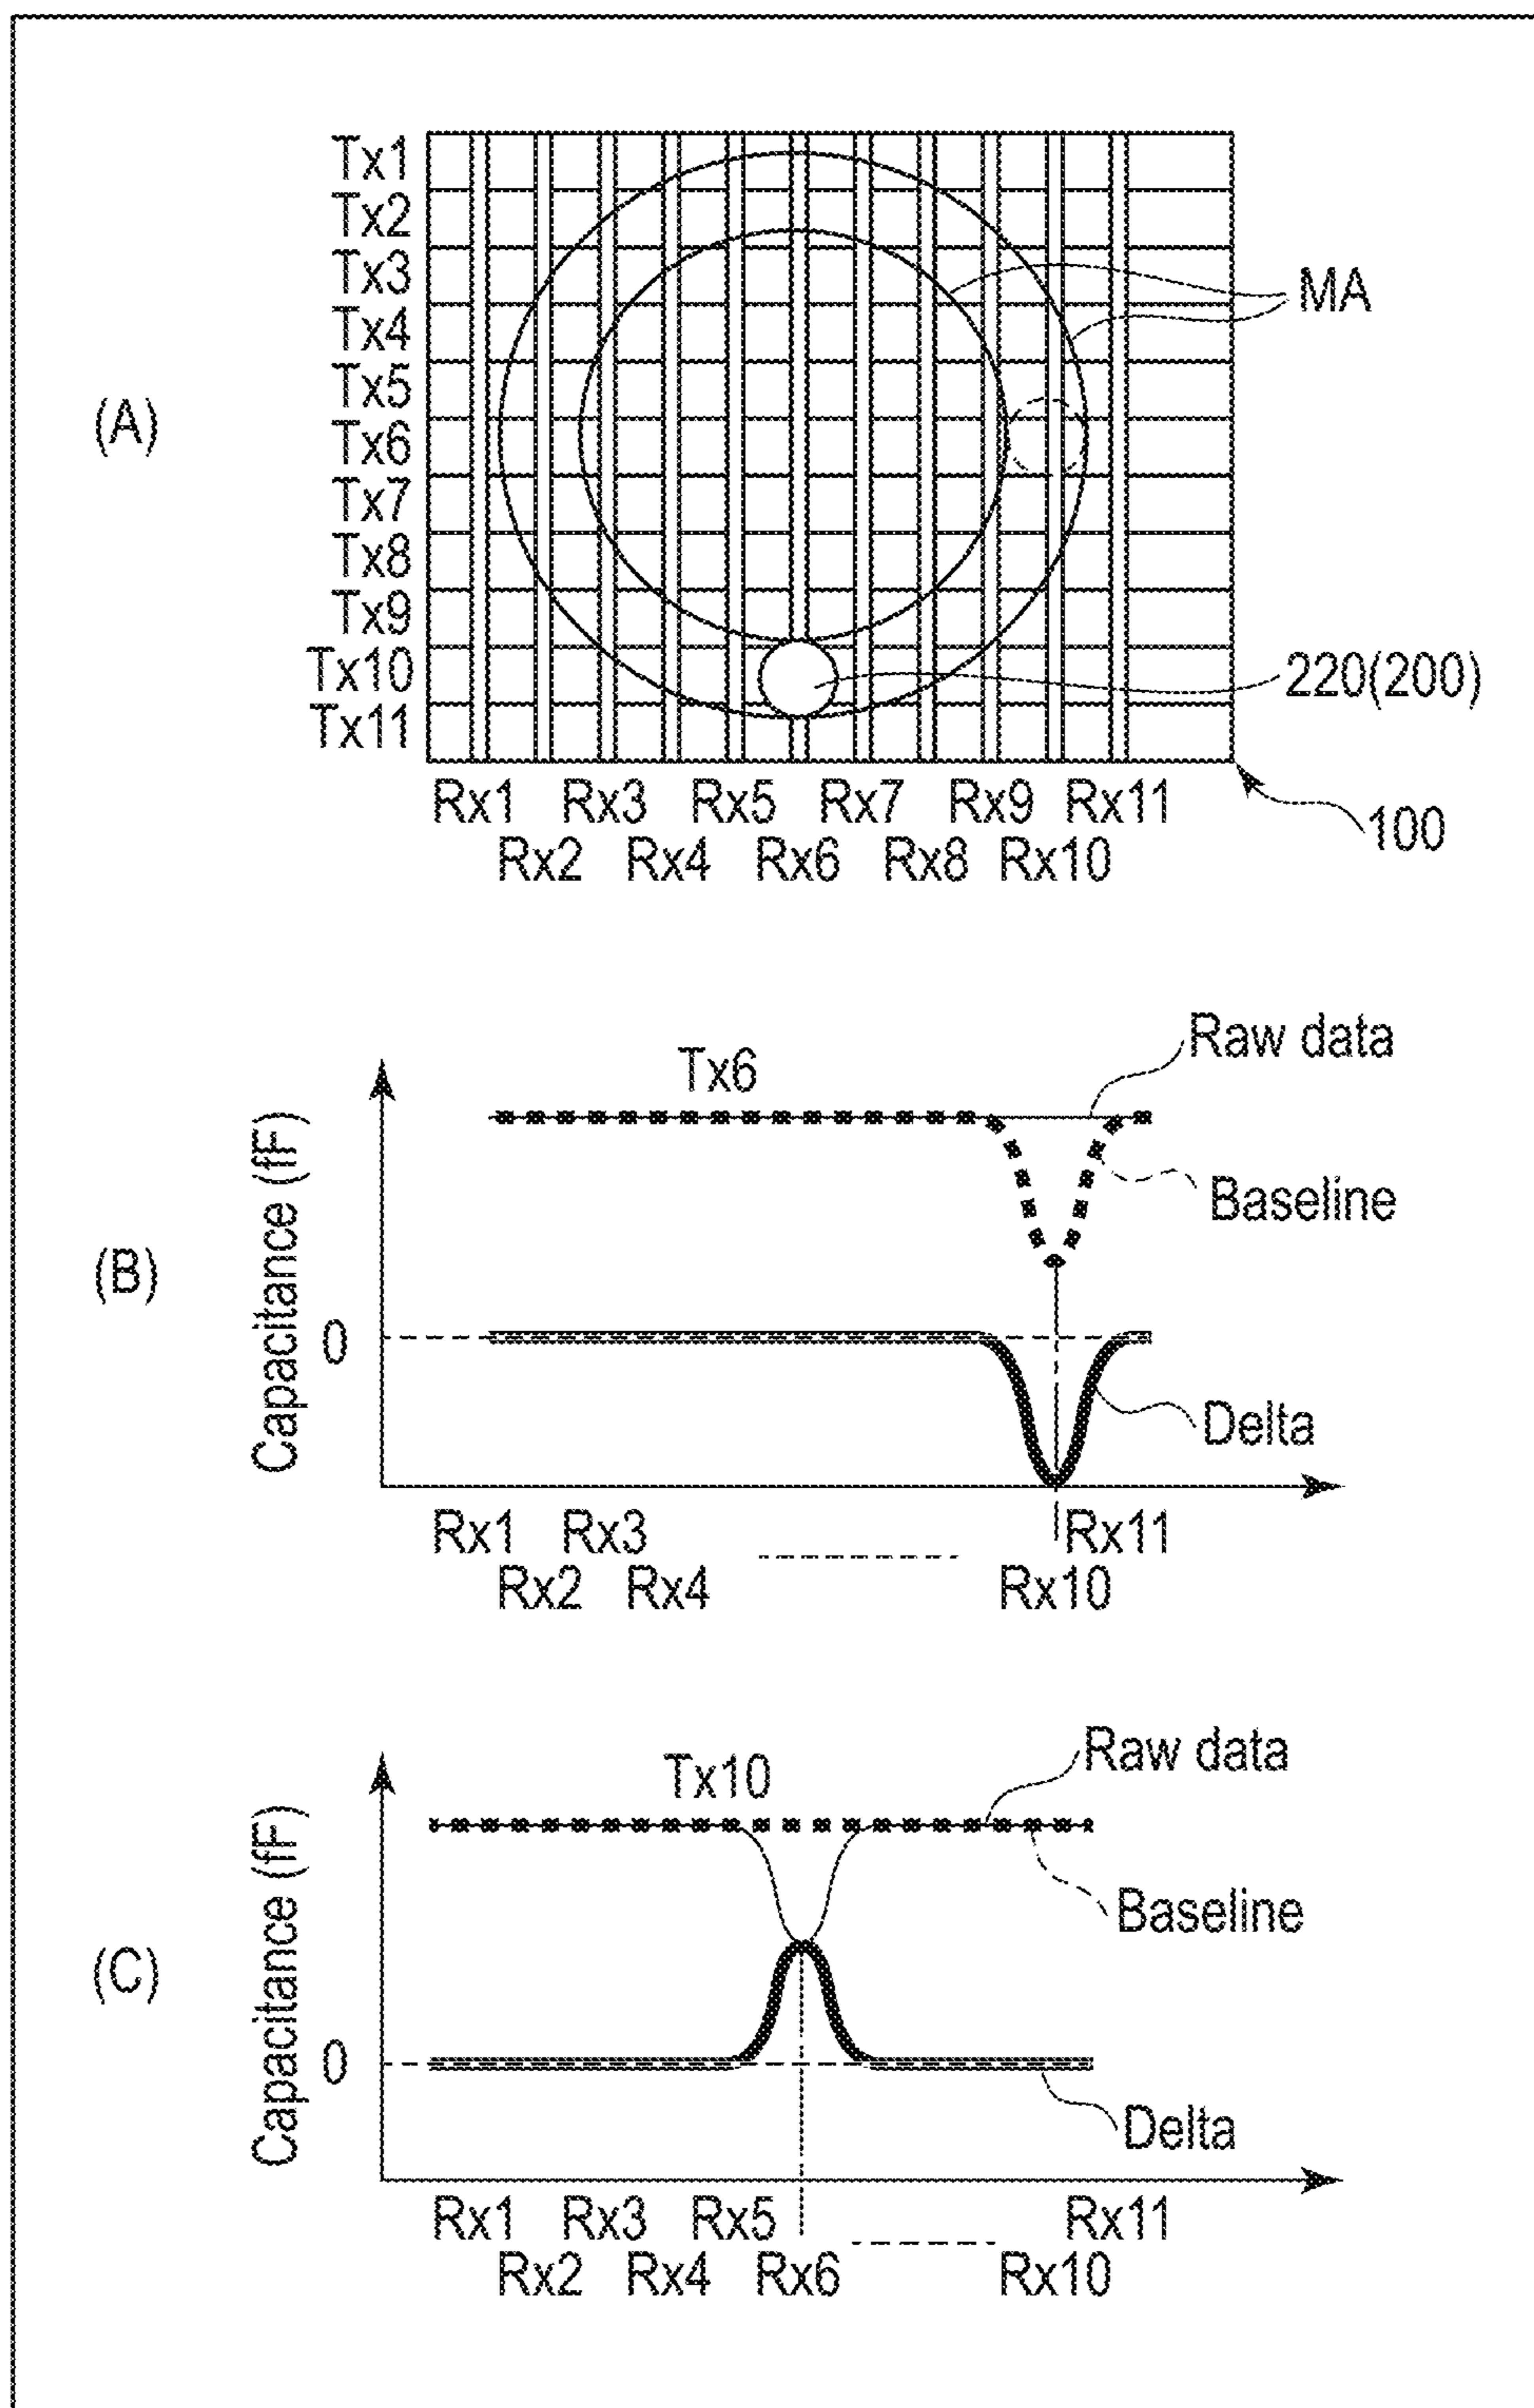 Tx1
Tx2
Tx3
Tx4
Tx5
Tx6
Tx7
Tx8
Tx9
Tx10
Tx11
(A)
MA
220(200)
100
Rx1 Rx3 Rx5 Rx7 Rx9 Rx11
Rx2 Rx4 Rx6 Rx8 Rx10
(B)
Capacitance (fF)
Tx6
Raw data
Baseline
0
Delta
Rx1 Rx3 Rx11
Rx2 Rx4 Rx10
(C)
Capacitance (fF)
Tx10
Raw data
Baseline
0
Delta
Rx1 Rx3 Rx5 Rx11
Rx2 Rx4 Rx6 Rx10